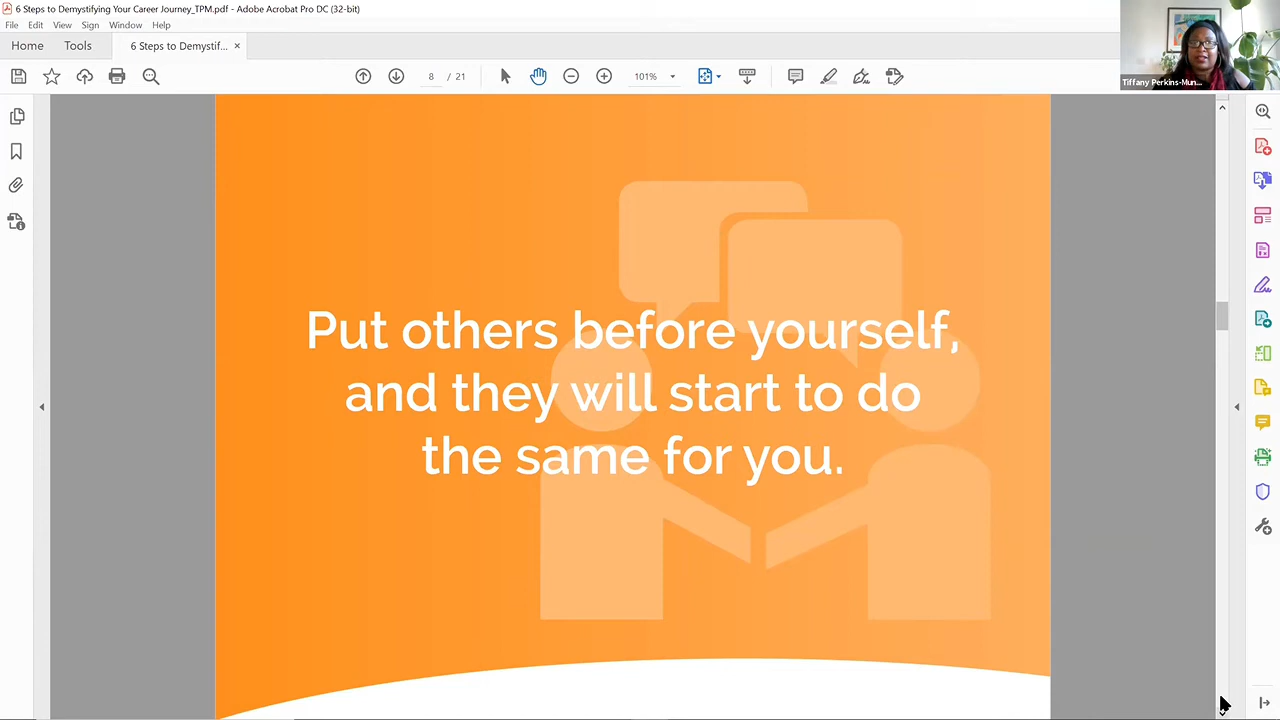 6 Steps to Demystifying Your Career Journey_TPM.pdf - Adobe Acrobat Pro DC (32-bit)
File Edit View Sign Window Help
Home Tools 6 Steps to Demystif... ×
8 / 21 101%
Tiffany Perkins-Mun...
Put others before yourself,
and they will start to do
the same for you.